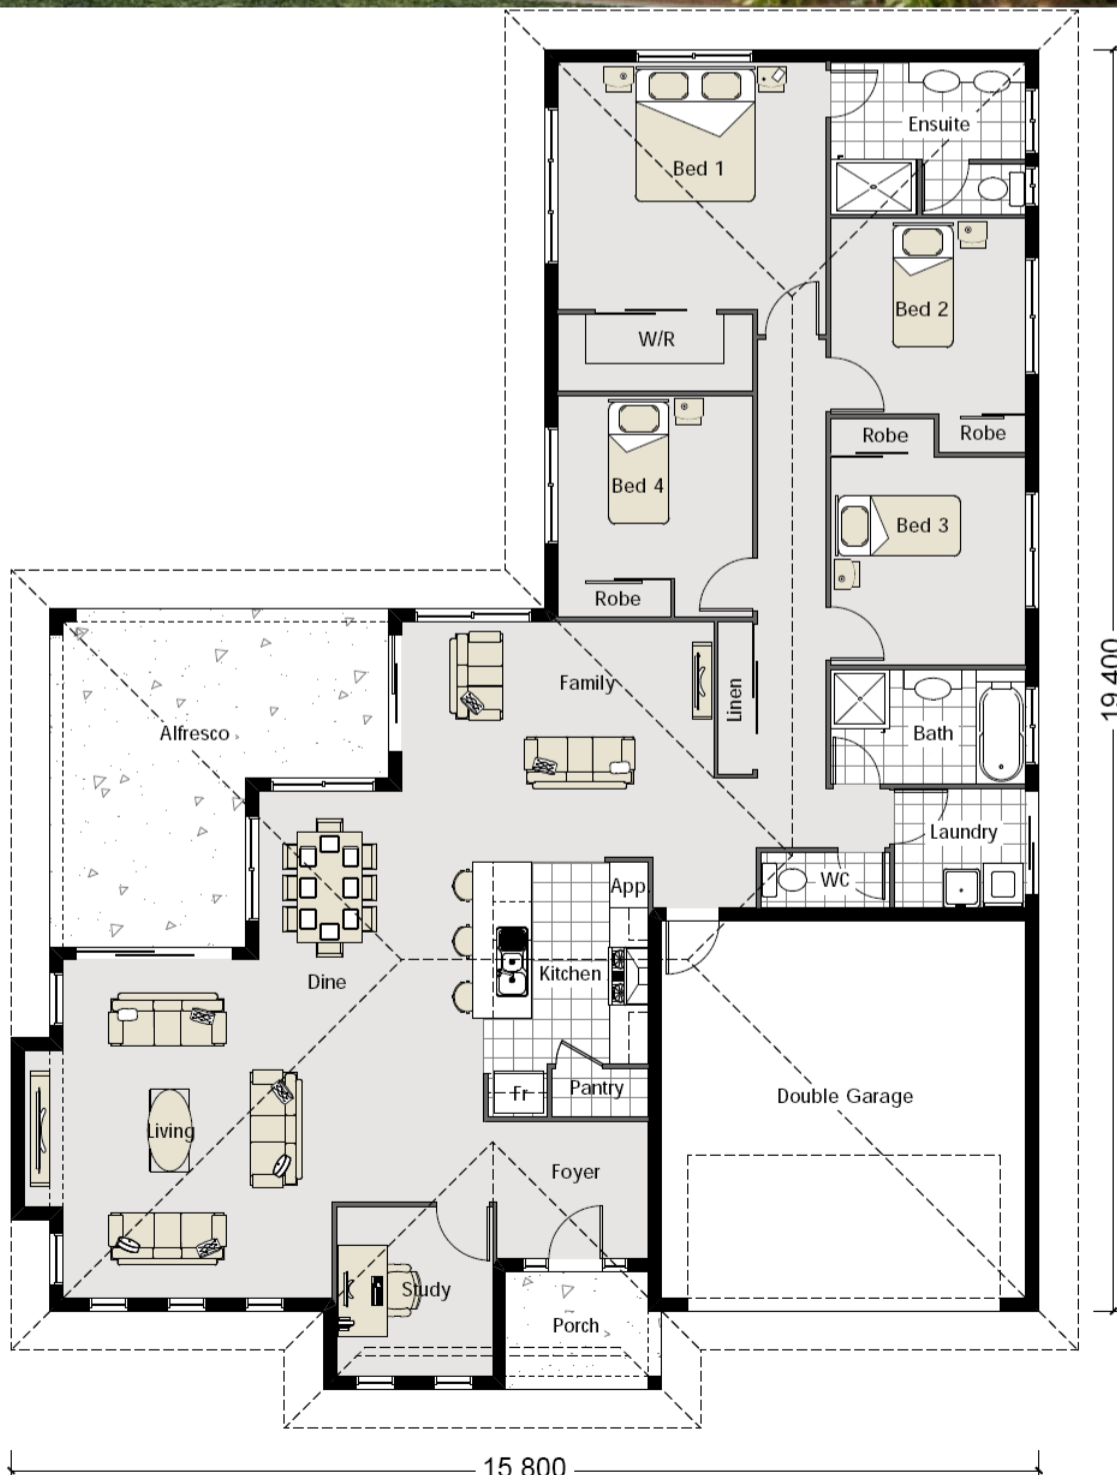 Ensuite
Bed 1
Bed 2
W/R
Robe
Robe
Bed 4
Bed 3
Robe
Family
Linen
Alfresco
Bath
Laundry
WC
App
Kitchen
Dine
Fr
Pantry
Double Garage
Living
Foyer
Study
Porch
19 400
15 800